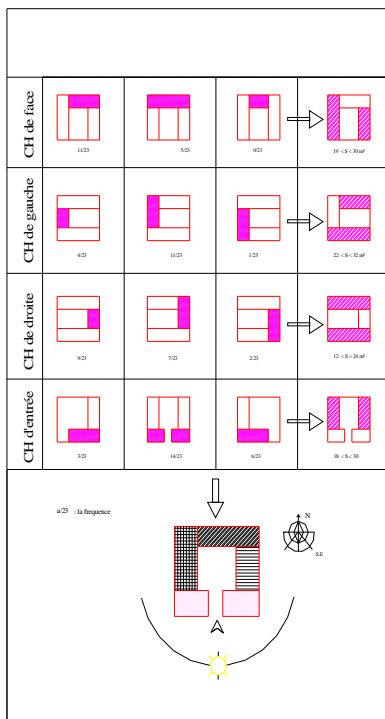 CH de face
11/23
5/23
0/23
19 < S < 30 m²
CH de gauche
4/23
11/23
1/23
22 < S < 32 m²
CH de droite
9/23
7/23
2/23
12 < S < 24 m²
CH d'entrée
3/23
14/23
6/23
18 < S < 30
a/23 : la frequence
N
S.E